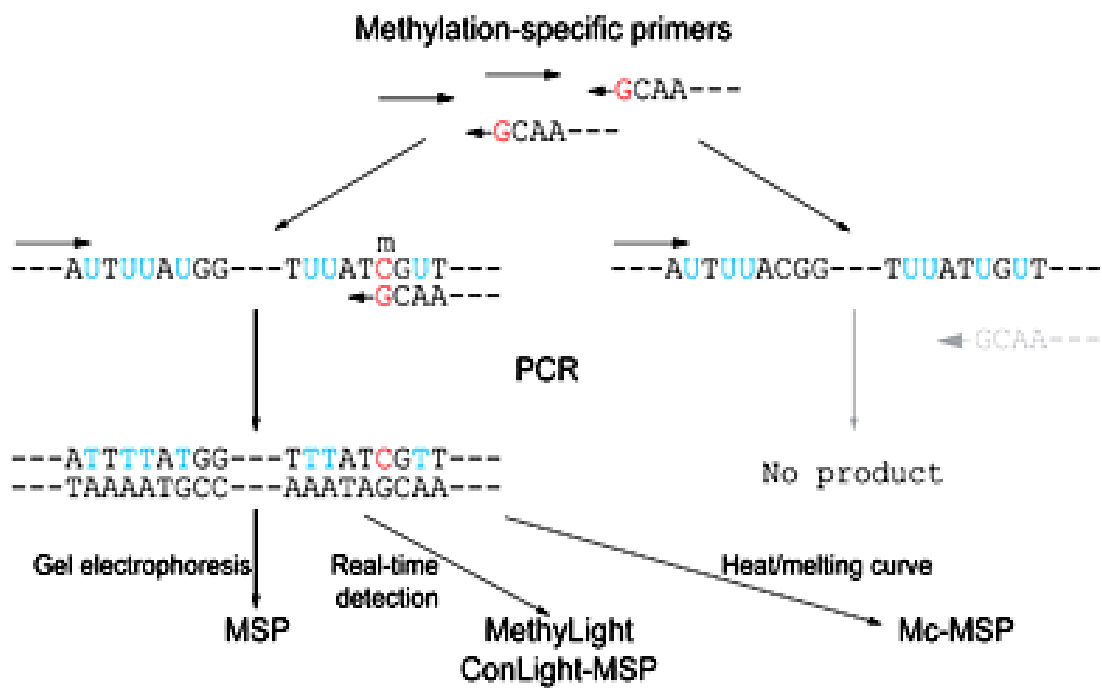 Methylation-specific primers
GCAA---
GCAA---
m
---AUTUUAUGG---TUUATCGUT---
GCAA---
---AUTUUACGG---TUUATUGUT---
GCAA---
PCR
---ATTTTATGG---TTTATCGTT---
---TAAAATGCC---AAATAGCAA---
No product
Gel electrophoresis
Real-time
detection
Heat/melting curve
MSP
MethyLight
ConLight-MSP
Mc-MSP